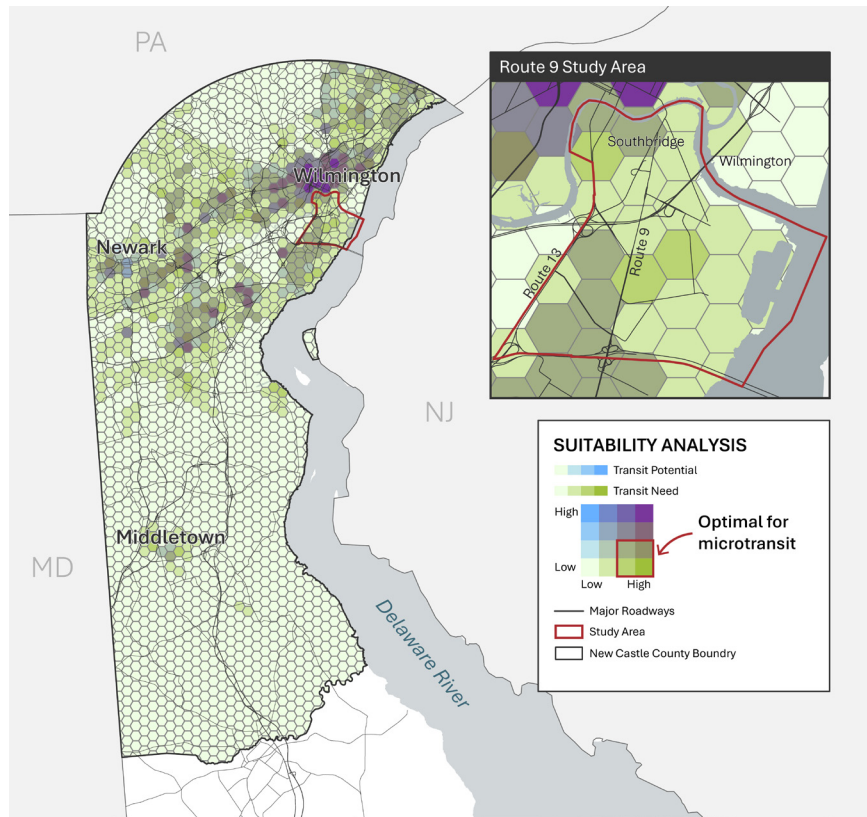 PA
Route 9 Study Area
Southbridge
Wilmington
Route 13
Route 9
Wilmington
Newark
NJ
Middletown
MD
Delaware River
SUITABILITY ANALYSIS
Transit Potential
Transit Need
High
Low
Low High
Optimal for
microtransit
Major Roadways
Study Area
New Castle County Boundry